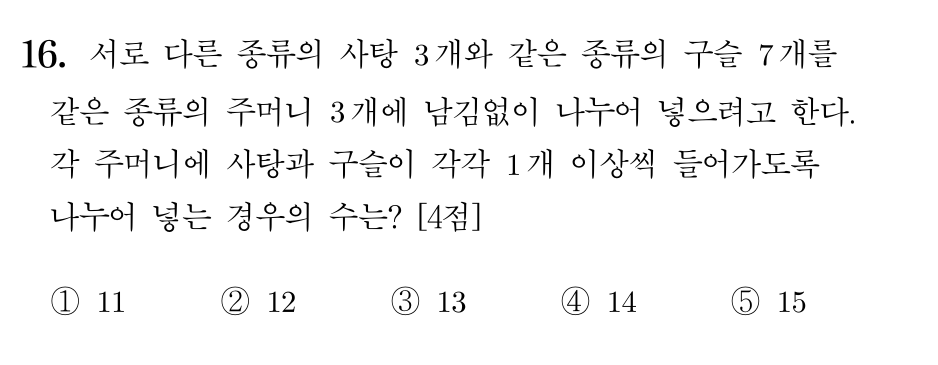 16. 서로 다른 종류의 사탕 3개와 같은 종류의 구슬 7개를
같은 종류의 주머니 3개에 남김없이 나누어 넣으려고 한다.
각 주머니에 사탕과 구슬이 각각 1개 이상씩 들어가도록
나누어 넣는 경우의 수는? [4점]
① 11 ② 12 ③ 13 ④ 14 ⑤ 15